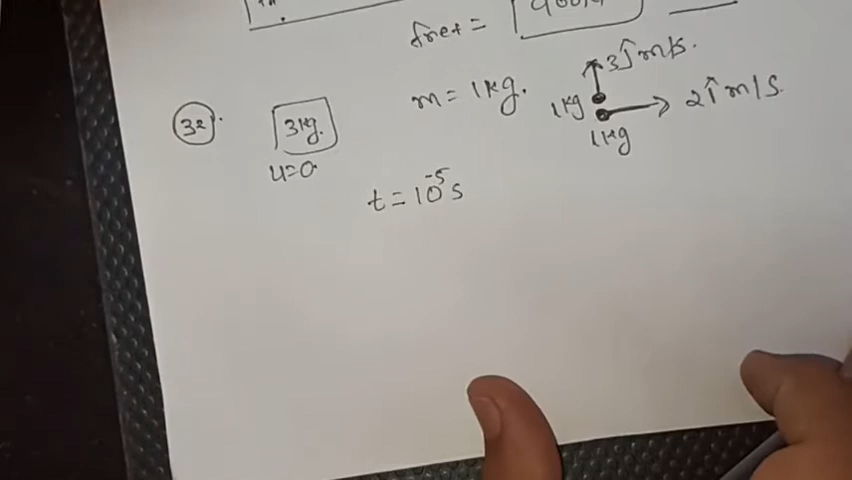 fnet =
3ĵ m/s.
m = 1kg.
1kg
2î m/s
1kg
32.
3kg.
u=0
t = 10⁻⁵ s